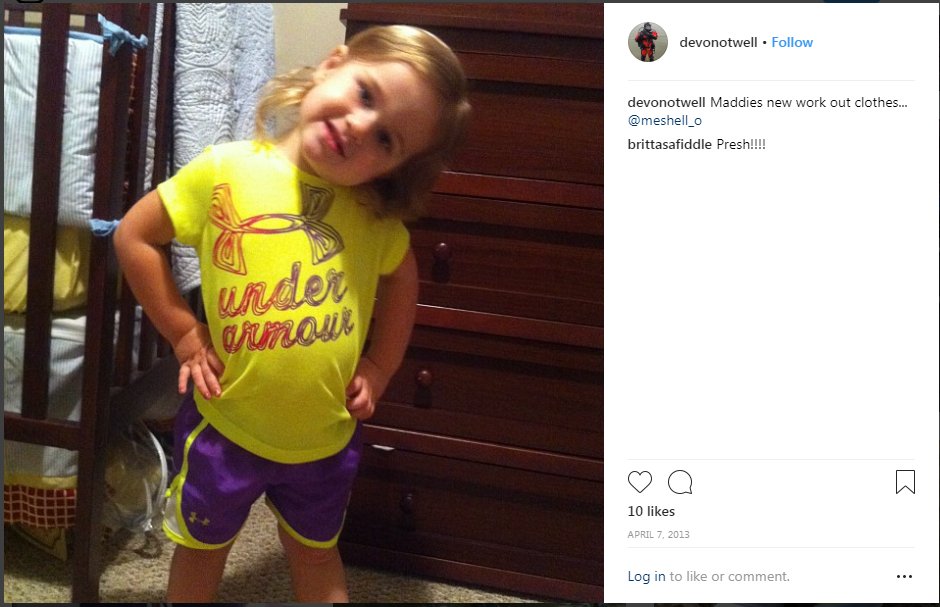 under
armour
devonotwell • Follow
devonotwell Maddies new work out clothes...
@meshell_o
brittasafiddle Presh!!!!
10 likes
APRIL 7, 2013
Log in to like or comment.